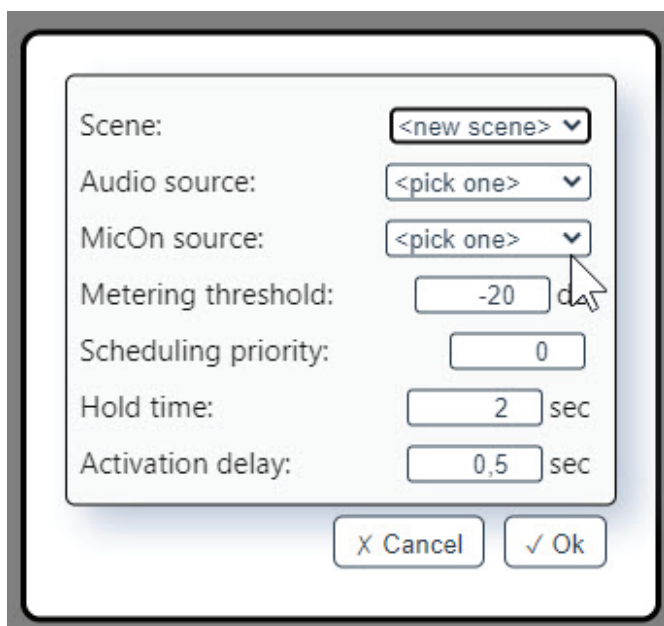 Scene: <new scene>
Audio source: <pick one>
MicOn source: <pick one>
Metering threshold: -20
Scheduling priority: 0
Hold time: 2 sec
Activation delay: 0,5 sec
X Cancel ✓ Ok